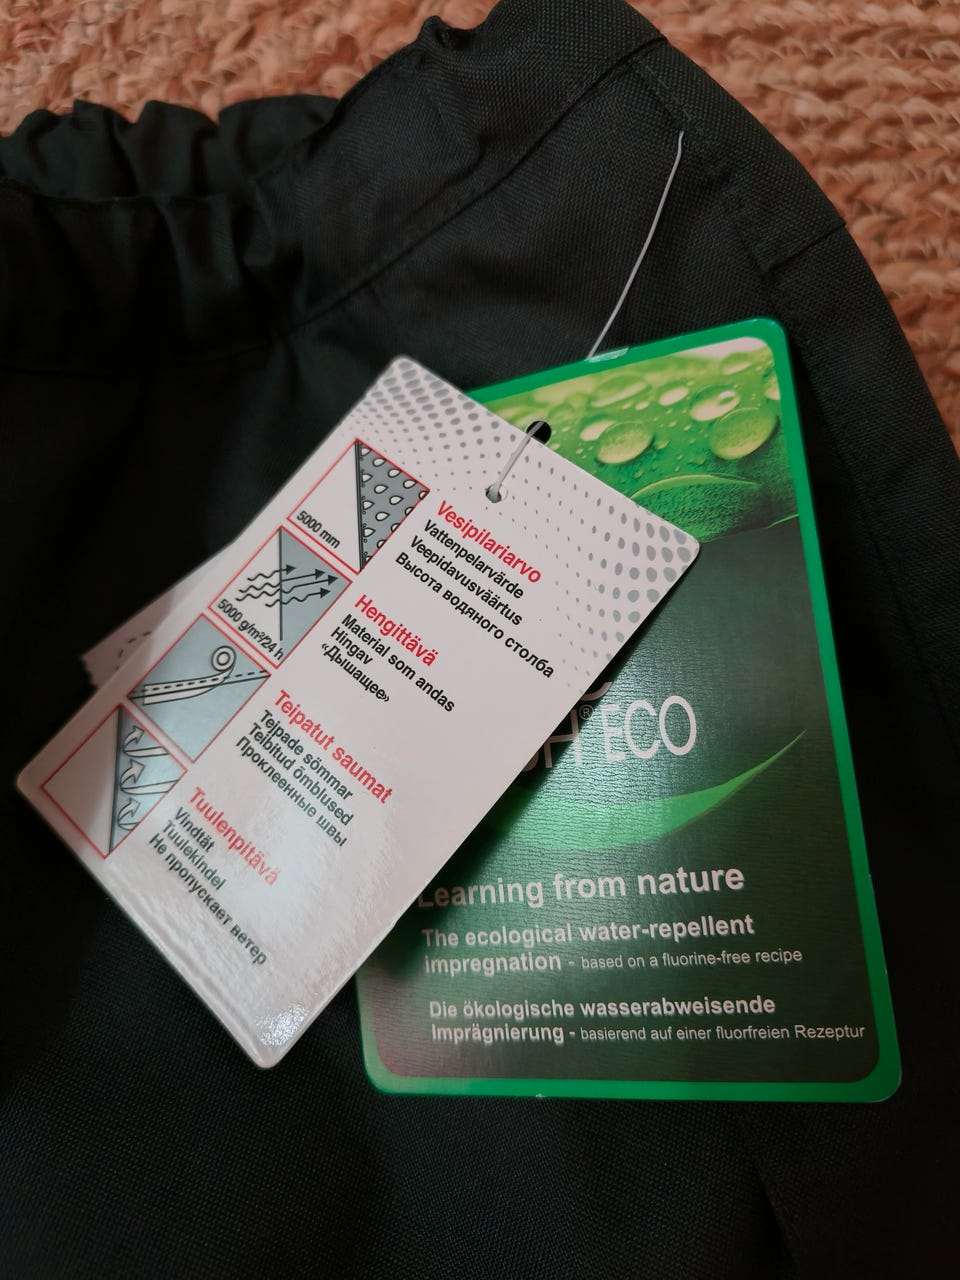 5000 mm
Vesipilariarvo
Vattenpelarvärde
Veepidavusväärtus
Высота водяного столба
5000 g/m²/24 h
Hengittävä
Material som andas
Hingav
«Дышащее»
Teipatut saumat
Tejpade sömmar
Teibitud õmblused
Проклеенные швы
Tuulenpitävä
Vindtät
Tuulekindel
Не пропускает ветер
® ECO
Learning from nature
The ecological water-repellent
impregnation - based on a fluorine-free recipe
Die ökologische wasserabweisende
Imprägnierung - basierend auf einer fluorfreien Rezeptur